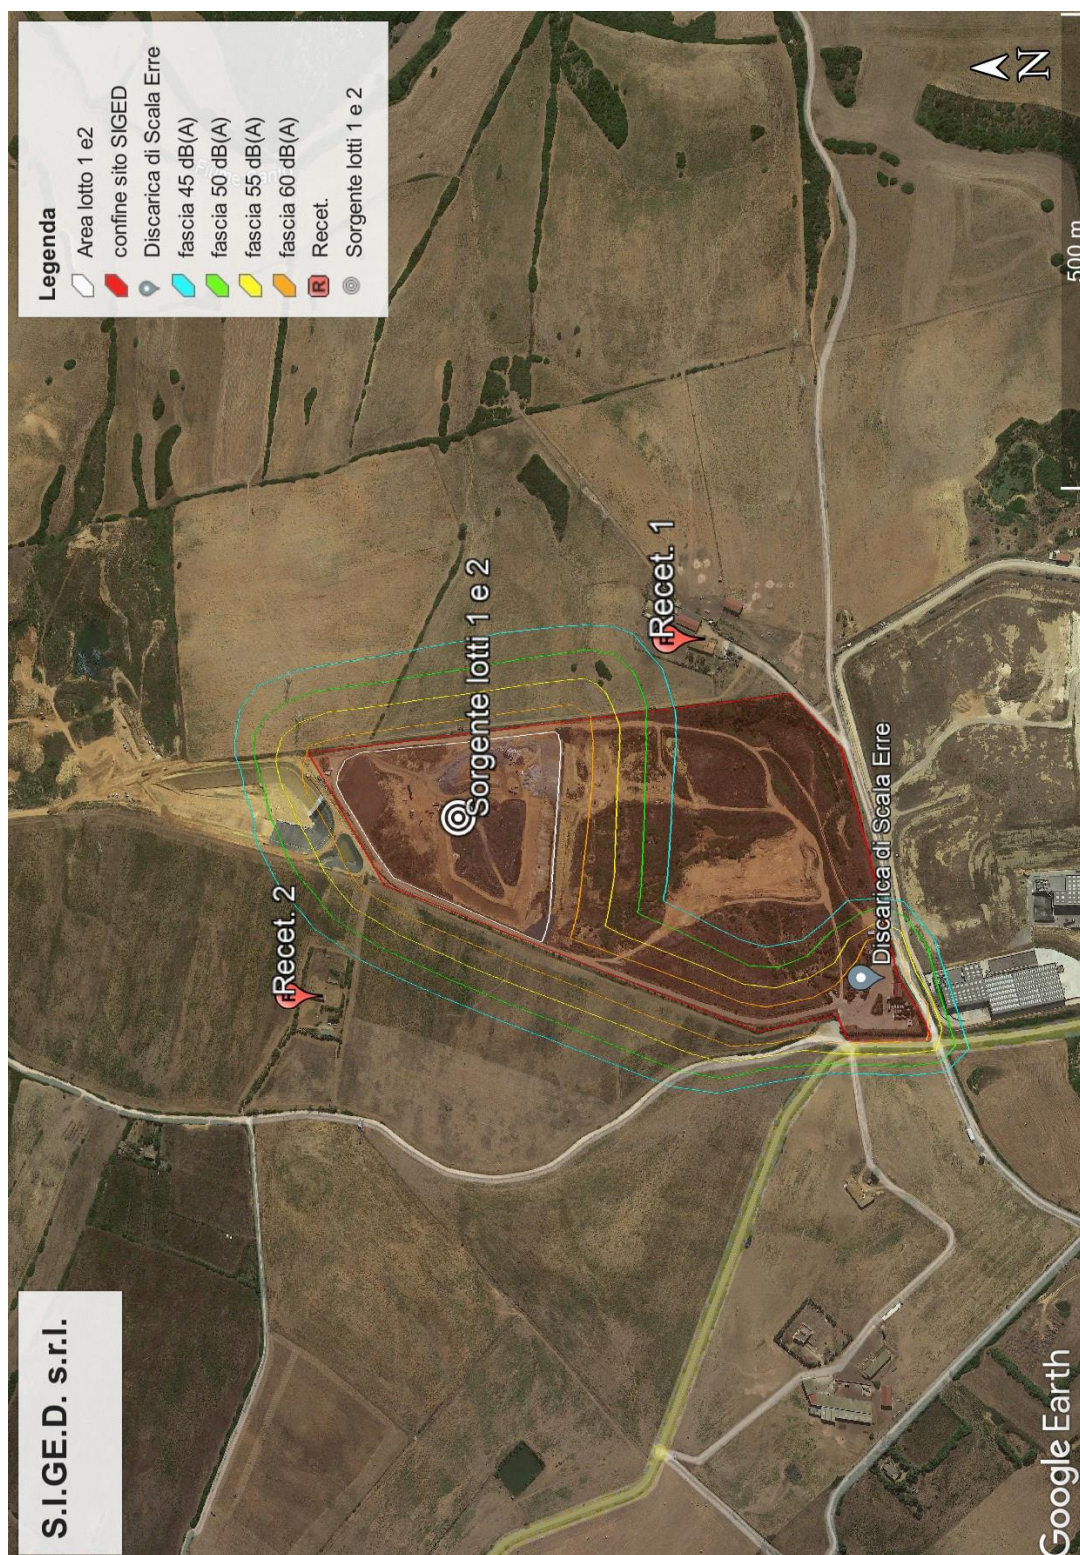 S.I.GE.D. s.r.l.
Legenda
Area lotto 1 e2
confine sito SIGED
Discarica di Scala Erre
fascia 45 dB(A)
fascia 50 dB(A)
fascia 55 dB(A)
fascia 60 dB(A)
R Recet.
Sorgente lotti 1 e 2
Recet. 2
Sorgente lotti 1 e 2
Recet. 1
Discarica di Scala Erre
N
Google Earth
500 m